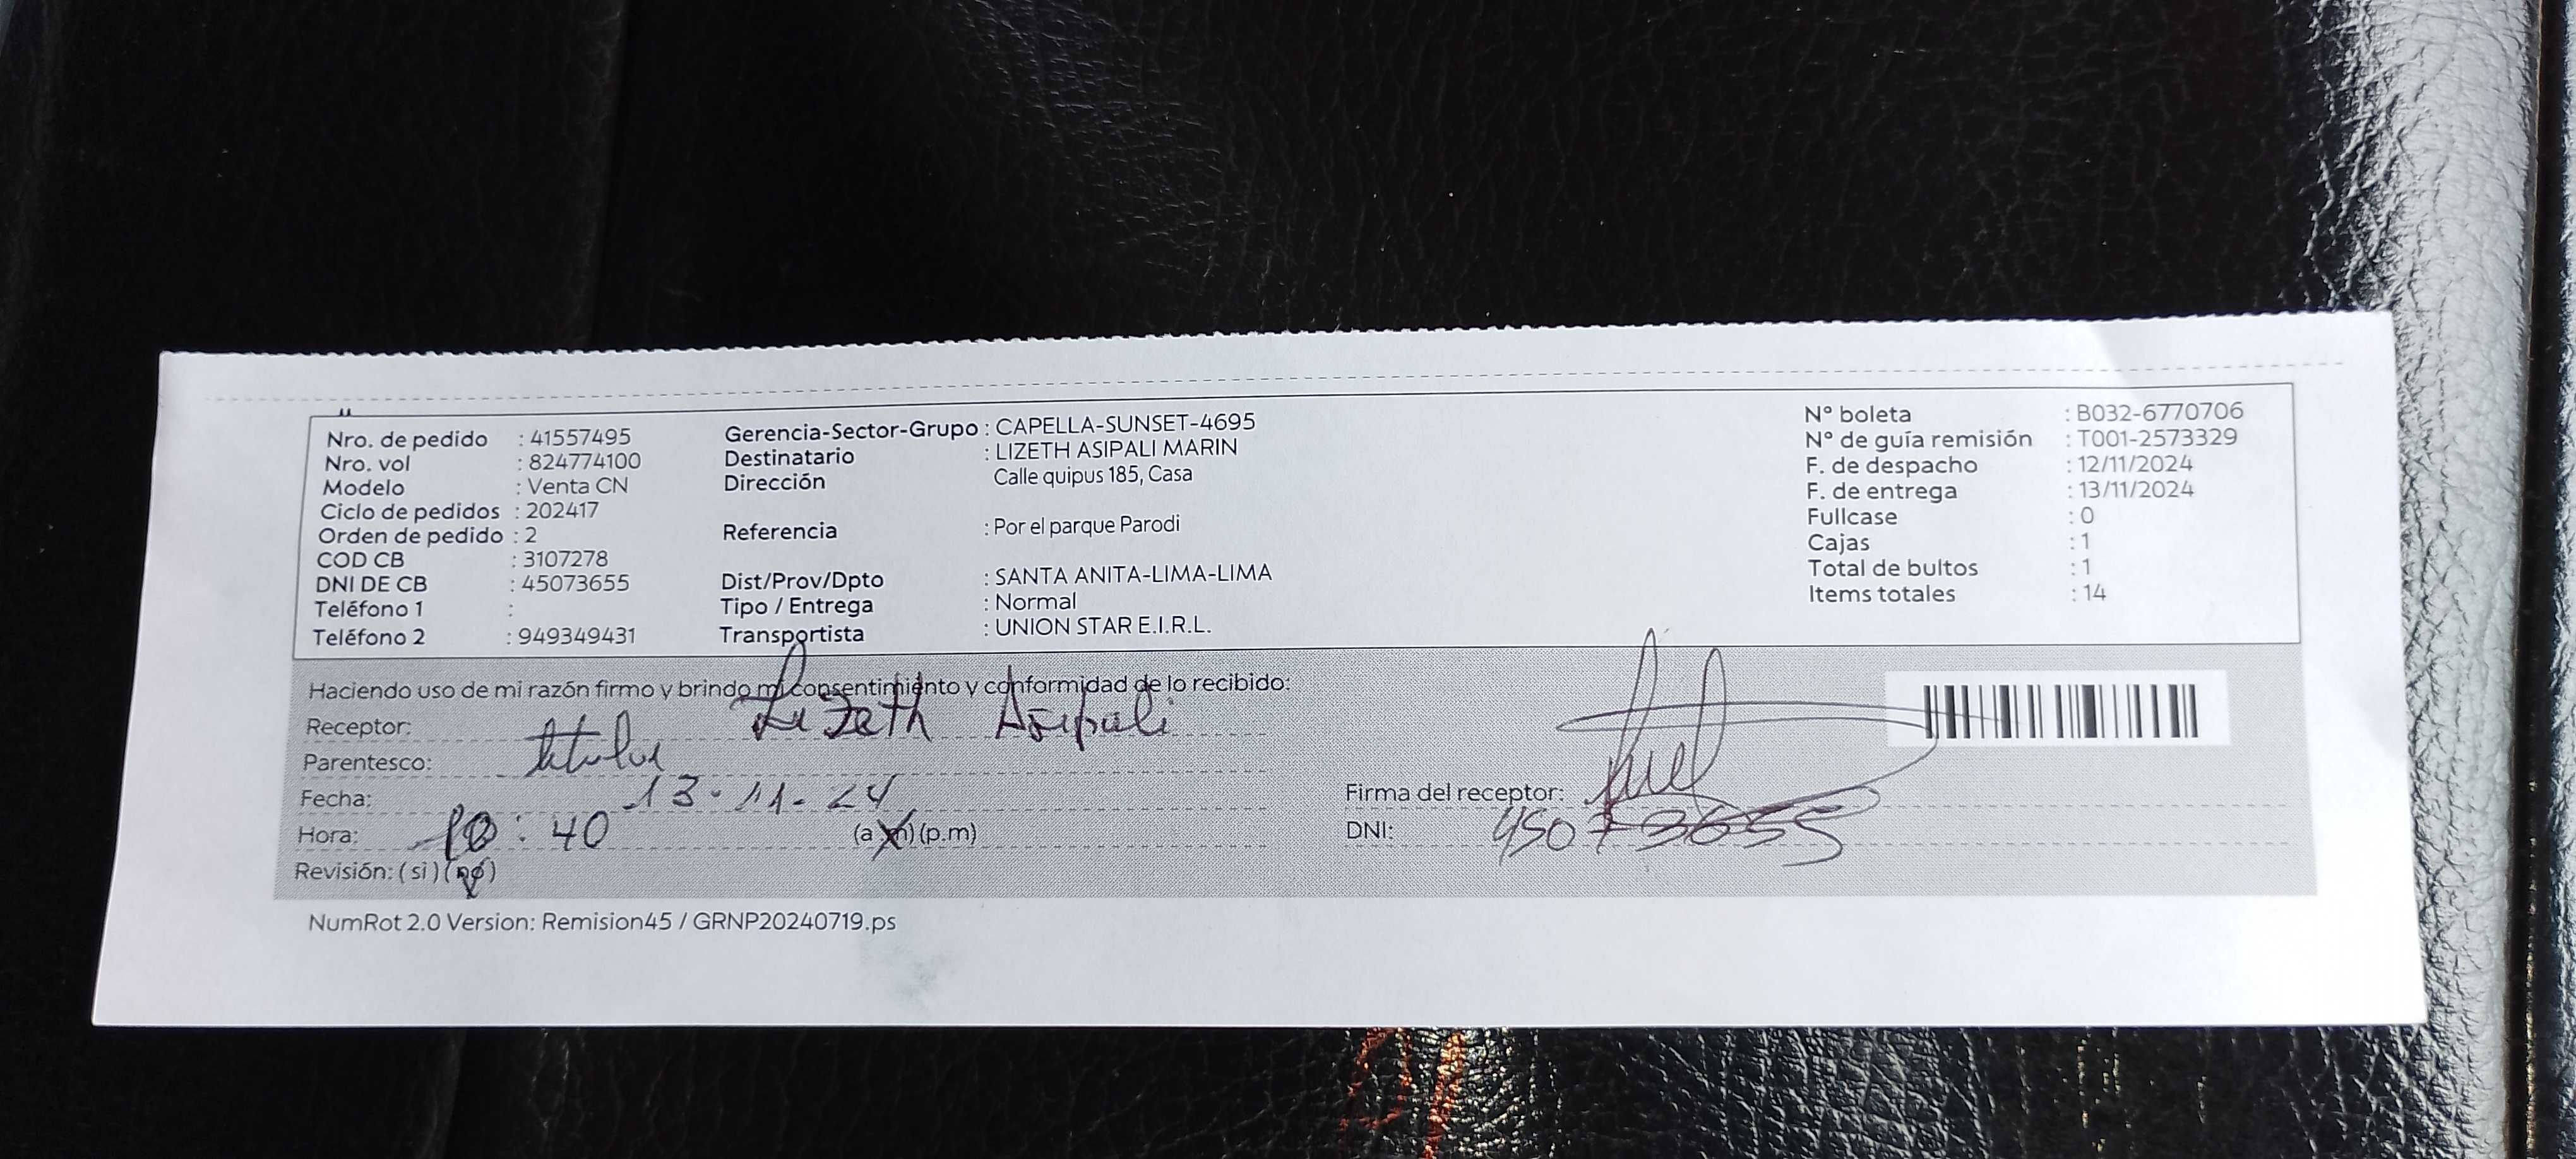 Nro. de pedido : 41557495
Nro. vol : 824774100
Modelo : Venta CN
Ciclo de pedidos : 202417
Orden de pedido : 2
COD CB : 3107278
DNI DE CB : 45073655
Teléfono 1 :
Teléfono 2 : 949349431
Gerencia-Sector-Grupo : CAPELLA-SUNSET-4695
Destinatario : LIZETH ASIPALI MARIN
Dirección Calle quipus 185, Casa
Referencia : Por el parque Parodi
Dist/Prov/Dpto : SANTA ANITA-LIMA-LIMA
Tipo / Entrega : Normal
Transportista : UNION STAR E.I.R.L.
N° boleta : B032-6770706
N° de guía remisión : T001-2573329
F. de despacho : 12/11/2024
F. de entrega : 13/11/2024
Fullcase : 0
Cajas : 1
Total de bultos : 1
Items totales : 14
Haciendo uso de mi razón firmo y brindo mi consentimiento y conformidad de lo recibido:
Receptor: Lizeth Asipali
Parentesco: titular
Fecha: 13-11-24
Hora: 10:40 (a.m) (p.m)
Revisión: (si) (no)
Firma del receptor:
DNI: 45073655
NumRot 2.0 Version: Remision45 / GRNP20240719.ps